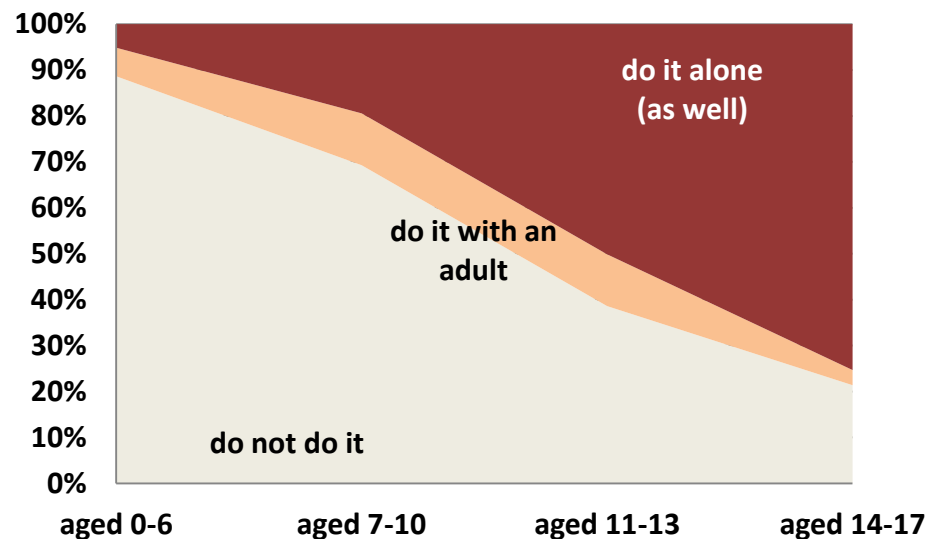 100%
90%
80%
70%
60%
50%
40%
30%
20%
10%
0%
do it alone
(as well)
do it with an
adult
do not do it
aged 0-6
aged 7-10
aged 11-13
aged 14-17